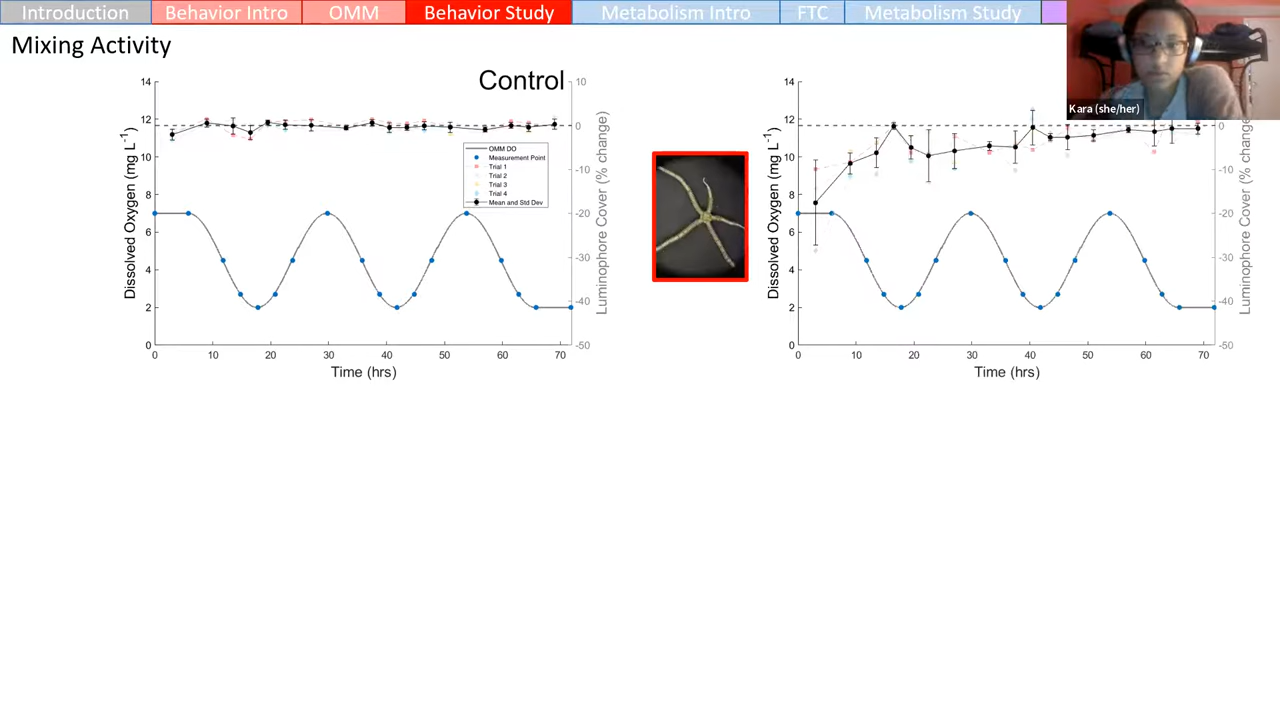 Introduction
Behavior Intro
OMM
Behavior Study
Metabolism Intro
FTC
Metabolism Study
Mixing Activity
Kara (she/her)
Control
14
12
10
8
6
4
2
0
Dissolved Oxygen (mg L⁻¹)
10
0
-10
-20
-30
-40
-50
Luminophore Cover (% change)
OMM DO
Measurement Point
Trial 1
Trial 2
Trial 3
Trial 4
Mean and Std Dev
0 10 20 30 40 50 60 70
Time (hrs)
14
12
10
8
6
4
2
0
Dissolved Oxygen (mg L⁻¹)
0
-10
-20
-30
-40
-50
Luminophore Cover (% change
0 10 20 30 40 50 60 70
Time (hrs)